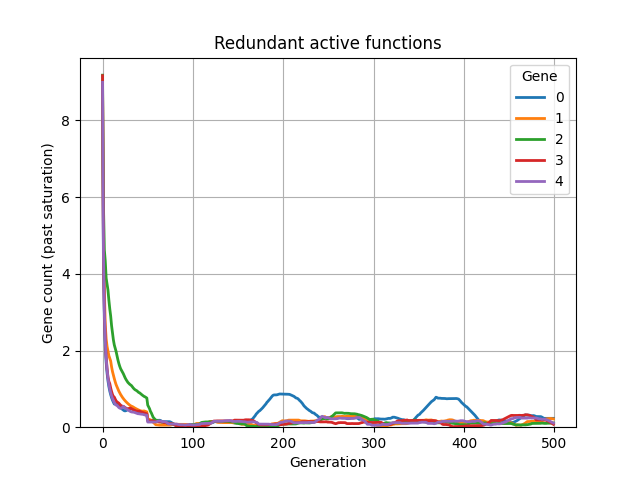 Redundant active functions
Gene count (past saturation)
8
6
4
2
0
0 100 200 300 400 500
Generation
Gene
0
1
2
3
4